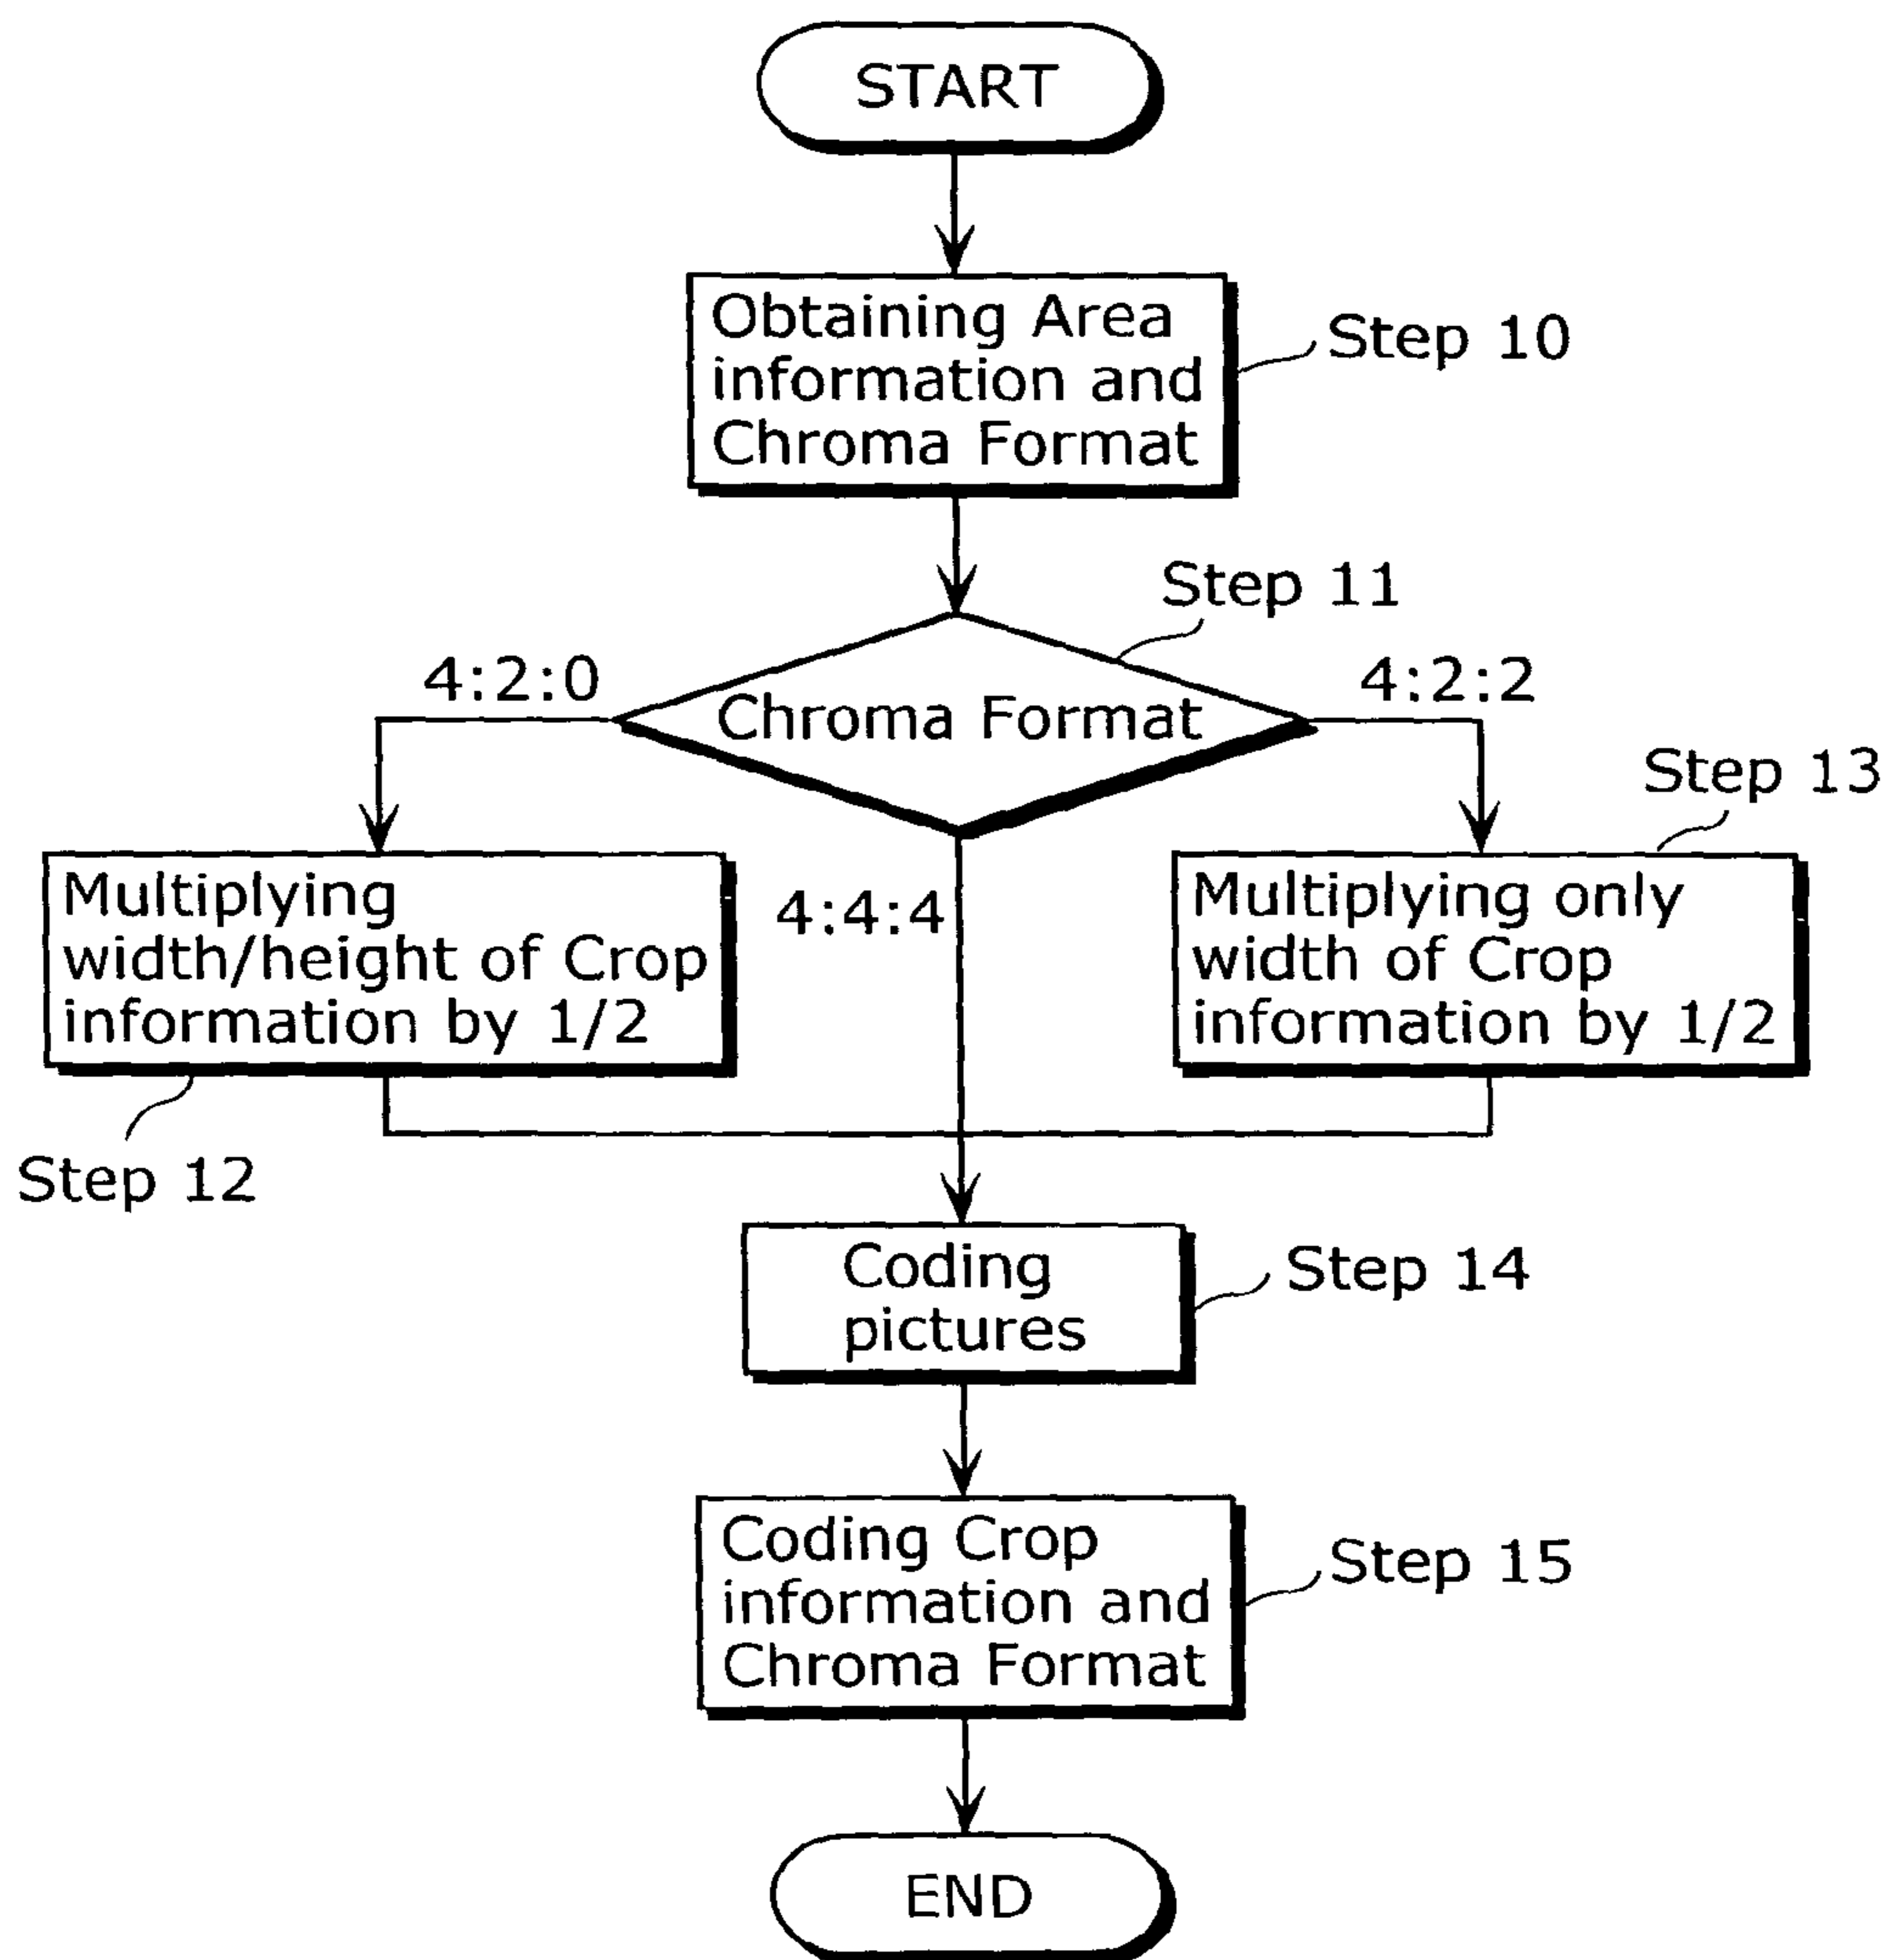 START
Obtaining Area
information and
Chroma Format
Step 10
Step 11
4:2:0
Chroma Format
4:2:2
Step 13
Multiplying
width/height of Crop
information by 1/2
4:4:4
Multiplying only
width of Crop
information by 1/2
Step 12
Coding
pictures
Step 14
Coding Crop
information and
Chroma Format
Step 15
END